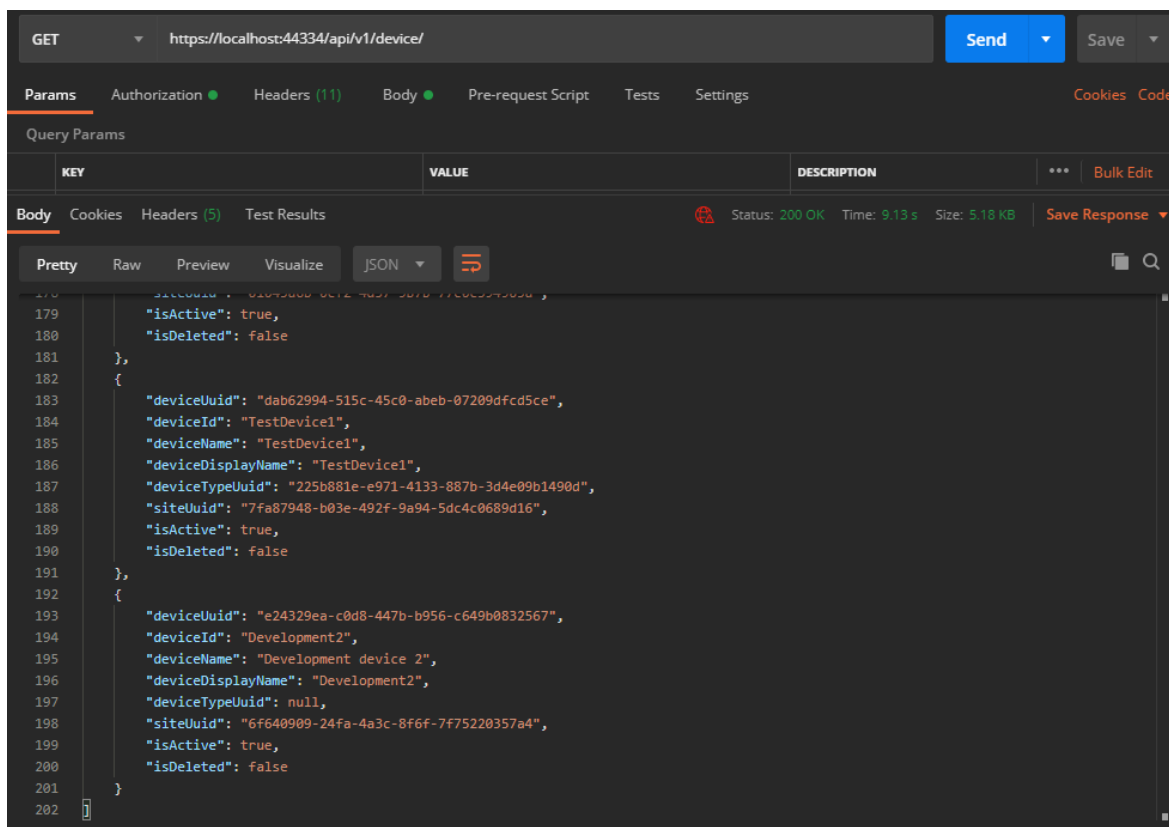 GET https://localhost:44334/api/v1/device/ Send Save
Params Authorization Headers (11) Body Pre-request Script Tests Settings Cookies Code
Query Params
KEY VALUE DESCRIPTION ••• Bulk Edit
Body Cookies Headers (5) Test Results Status: 200 OK Time: 9.13 s Size: 5.18 KB Save Response
Pretty Raw Preview Visualize JSON
179 "isActive": true,
180 "isDeleted": false
181 },
182 {
183 "deviceUuid": "dab62994-515c-45c0-abeb-07209dfcd5ce",
184 "deviceId": "TestDevice1",
185 "deviceName": "TestDevice1",
186 "deviceDisplayName": "TestDevice1",
187 "deviceTypeUuid": "225b881e-e971-4133-887b-3d4e09b1490d",
188 "siteUuid": "7fa87948-b03e-492f-9a94-5dc4c0689d16",
189 "isActive": true,
190 "isDeleted": false
191 },
192 {
193 "deviceUuid": "e24329ea-c0d8-447b-b956-c649b0832567",
194 "deviceId": "Development2",
195 "deviceName": "Development device 2",
196 "deviceDisplayName": "Development2",
197 "deviceTypeUuid": null,
198 "siteUuid": "6f640909-24fa-4a3c-8f6f-7f75220357a4",
199 "isActive": true,
200 "isDeleted": false
201 }
202 ]